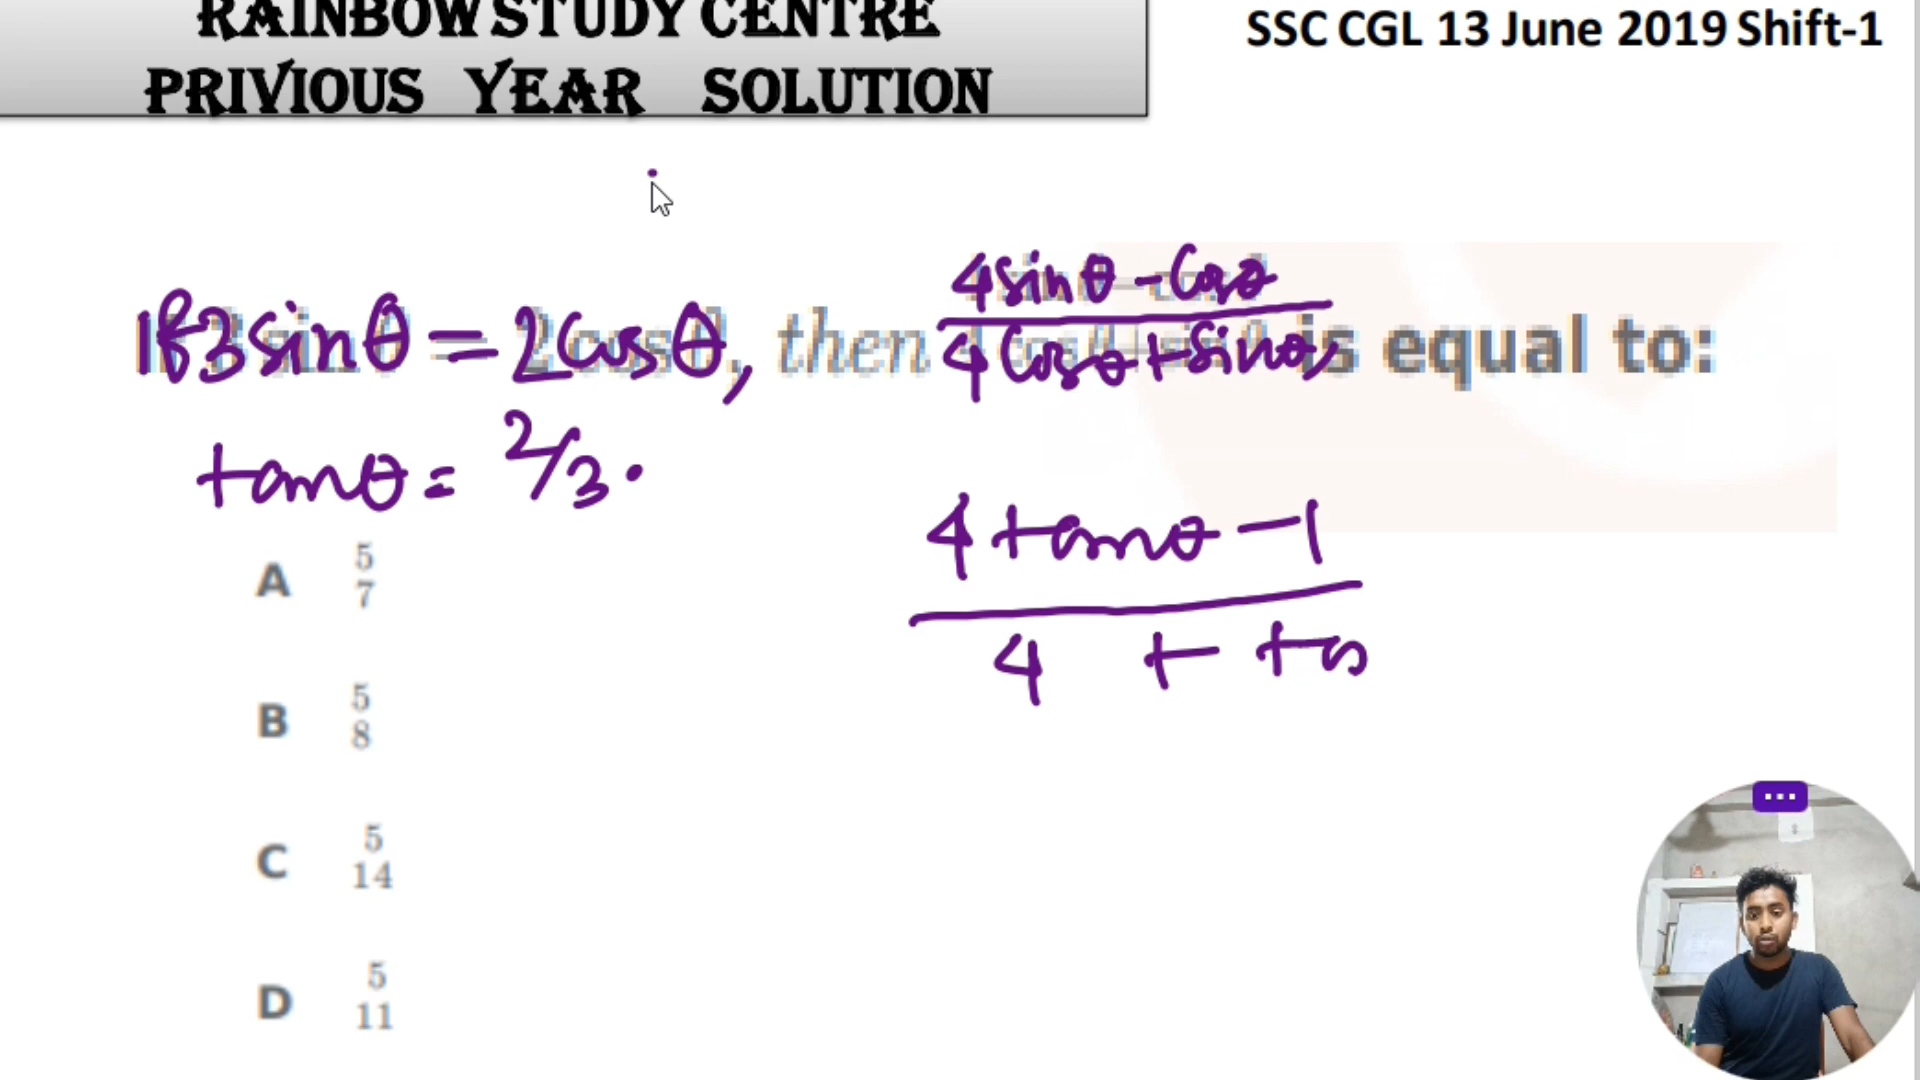 RAINBOW STUDY CENTRE
PRIVIOUS YEAR SOLUTION
SSC CGL 13 June 2019 Shift-1
4sinθ-cosθ
If 3sinθ = 2cosθ, then is equal to:
4cosθ+sinθ
tanθ = 2/3.
4tanθ-1
4 + ta
A 5/7
B 5/8
C 5/14
D 5/11